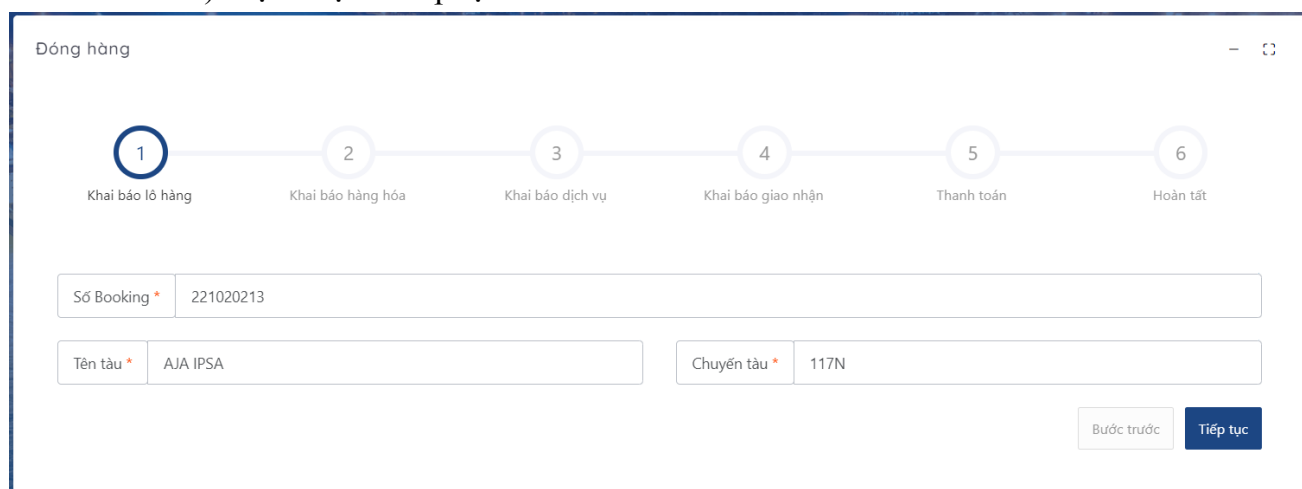 Đóng hàng
1 2 3 4 5 6
Khai báo lô hàng Khai báo hàng hóa Khai báo dịch vụ Khai báo giao nhận Thanh toán Hoàn tất
Số Booking * 221020213
Tên tàu * AJA IPSA Chuyến tàu * 117N
Bước trước Tiếp tục